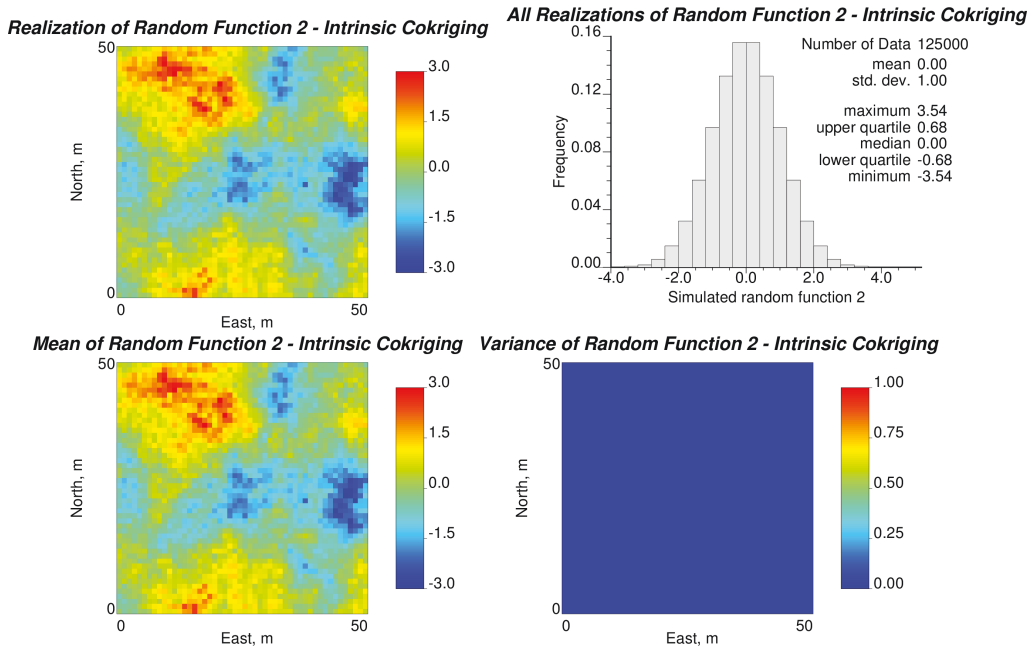 Realization of Random Function 2 - Intrinsic Cokriging
50
North, m
0
0
50
East, m
3.0
1.5
0.0
-1.5
-3.0
All Realizations of Random Function 2 - Intrinsic Cokriging
Frequency
0.16
0.12
0.08
0.04
0.00
-4.0
-2.0
0.0
2.0
4.0
Simulated random function 2
Number of Data 125000
mean 0.00
std. dev. 1.00
maximum 3.54
upper quartile 0.68
median 0.00
lower quartile -0.68
minimum -3.54
Mean of Random Function 2 - Intrinsic Cokriging
50
North, m
0
0
50
East, m
3.0
1.5
0.0
-1.5
-3.0
Variance of Random Function 2 - Intrinsic Cokriging
50
North, m
0
0
50
East, m
1.00
0.75
0.50
0.25
0.00